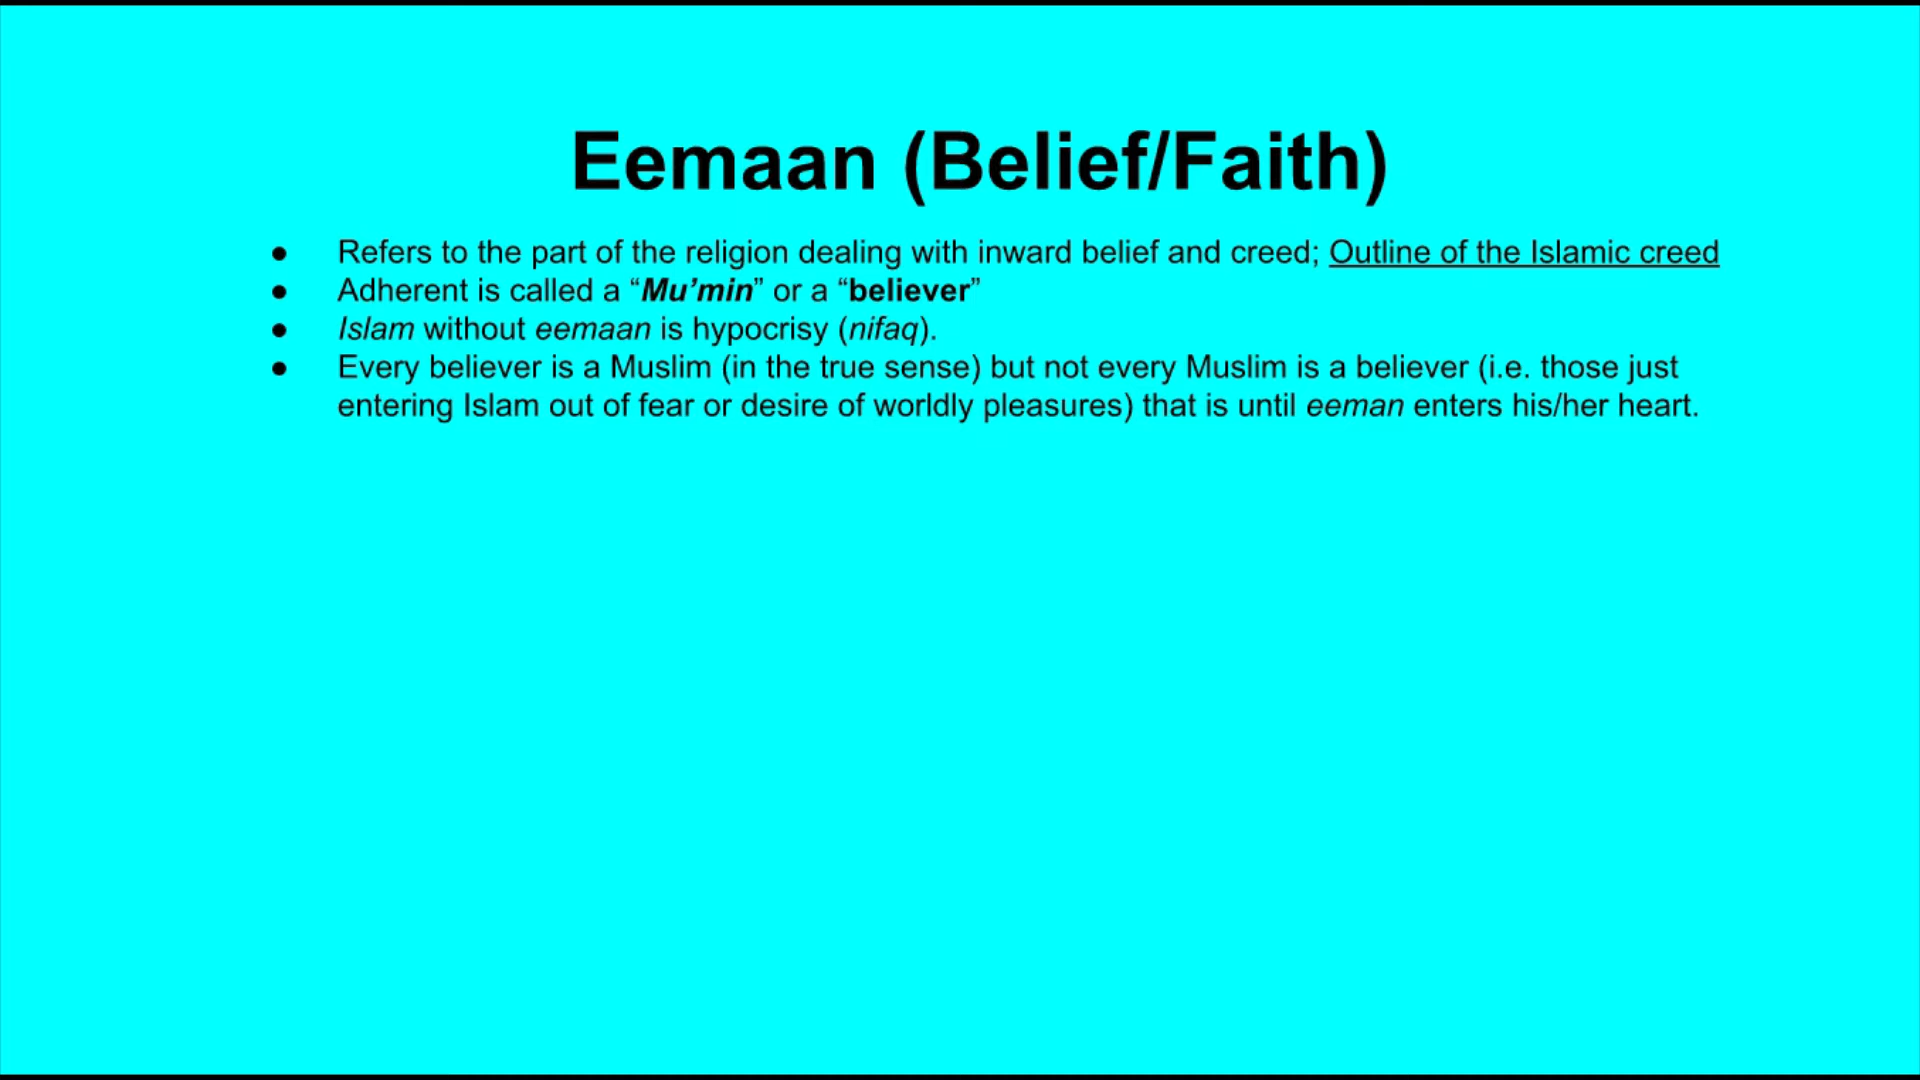 Eemaan (Belief/Faith)
● Refers to the part of the religion dealing with inward belief and creed; Outline of the Islamic creed
● Adherent is called a “Mu’min” or a “believer”
● Islam without eemaan is hypocrisy (nifaq).
● Every believer is a Muslim (in the true sense) but not every Muslim is a believer (i.e. those just
entering Islam out of fear or desire of worldly pleasures) that is until eeman enters his/her heart.